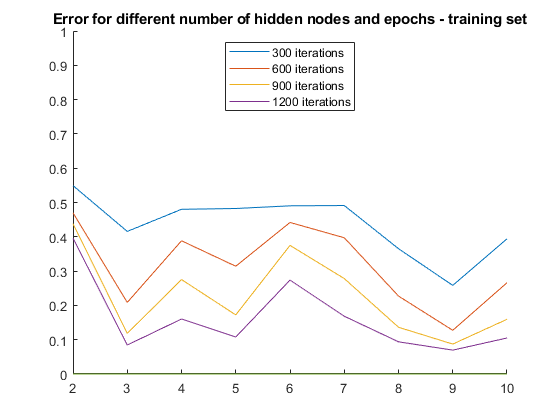 Error for different number of hidden nodes and epochs - training set
1
0.9
0.8
0.7
0.6
0.5
0.4
0.3
0.2
0.1
0
300 iterations
600 iterations
900 iterations
1200 iterations
2 3 4 5 6 7 8 9 10